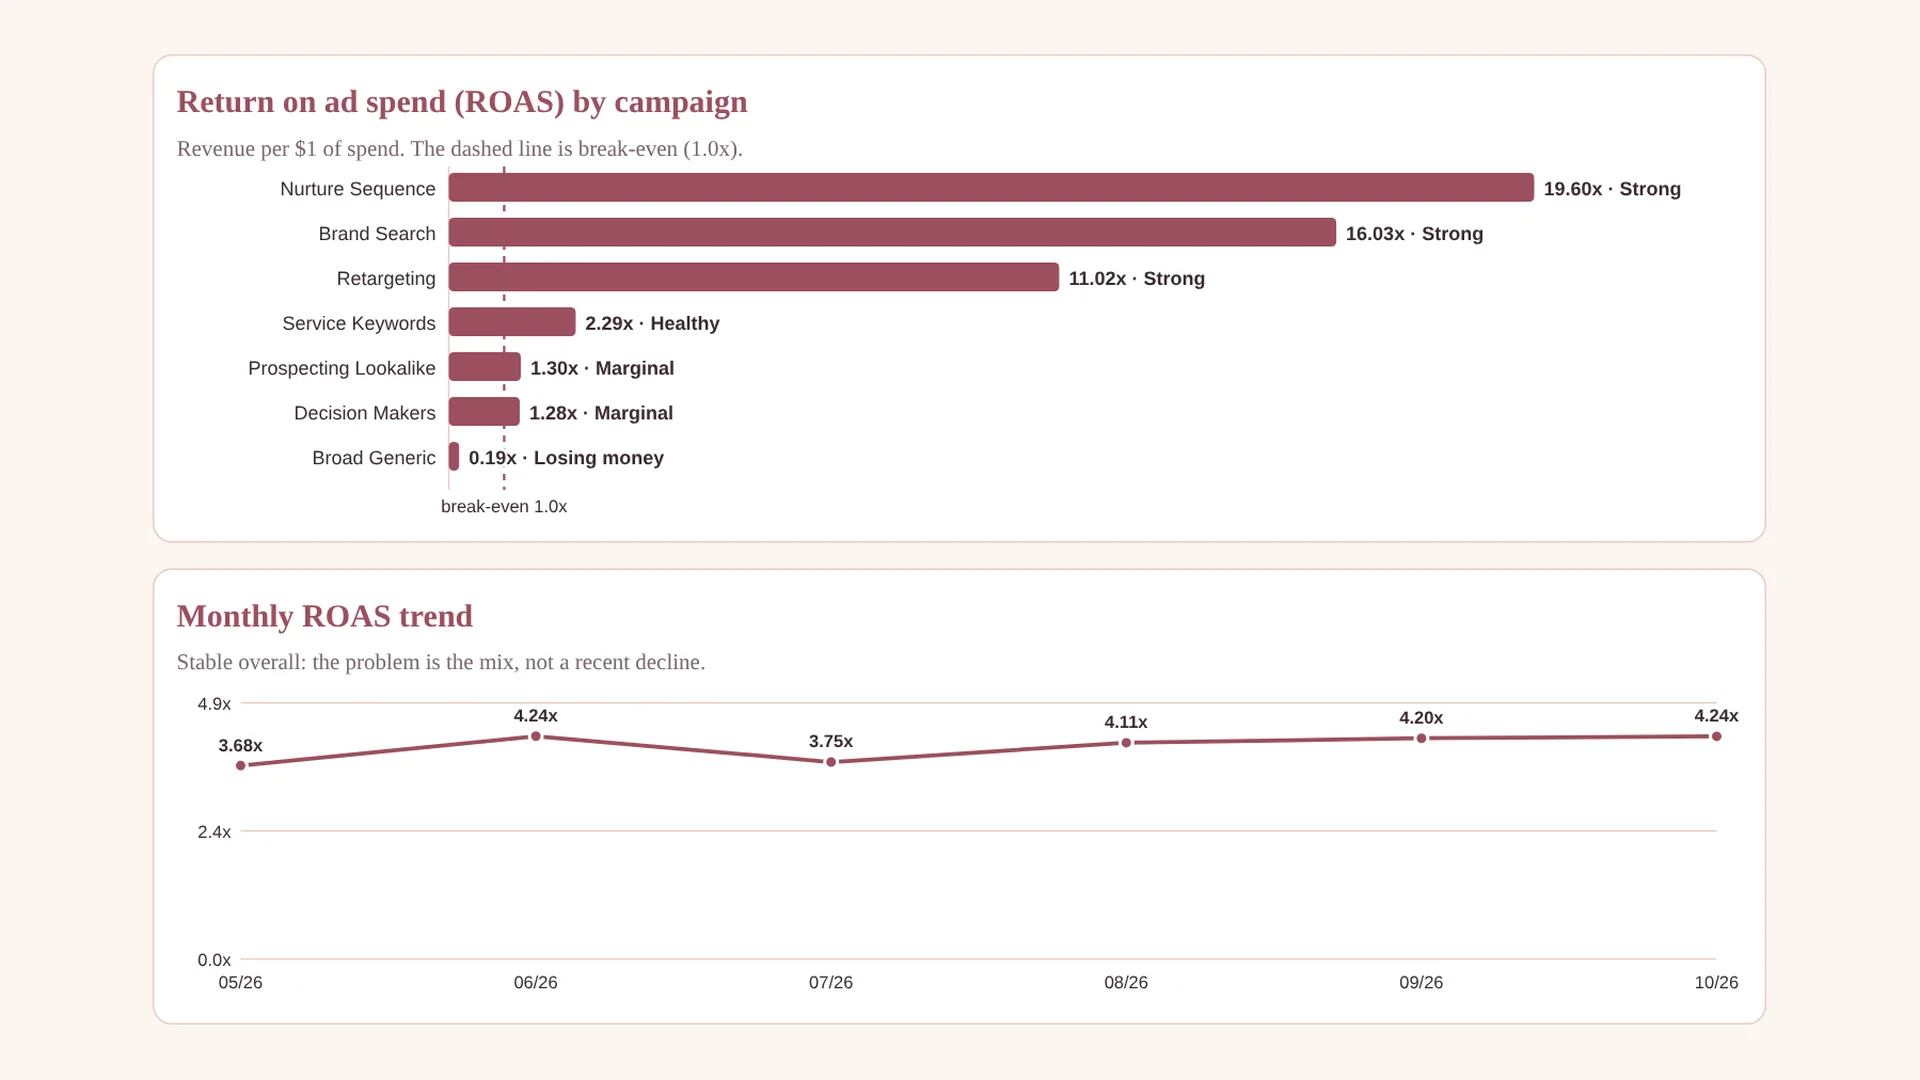 Return on ad spend (ROAS) by campaign
Revenue per $1 of spend. The dashed line is break-even (1.0x).
Nurture Sequence 19.60x · Strong
Brand Search 16.03x · Strong
Retargeting 11.02x · Strong
Service Keywords 2.29x · Healthy
Prospecting Lookalike 1.30x · Marginal
Decision Makers 1.28x · Marginal
Broad Generic 0.19x · Losing money
break-even 1.0x
Monthly ROAS trend
Stable overall: the problem is the mix, not a recent decline.
4.9x
3.68x 4.24x 3.75x 4.11x 4.20x 4.24x
2.4x
0.0x
05/26 06/26 07/26 08/26 09/26 10/26